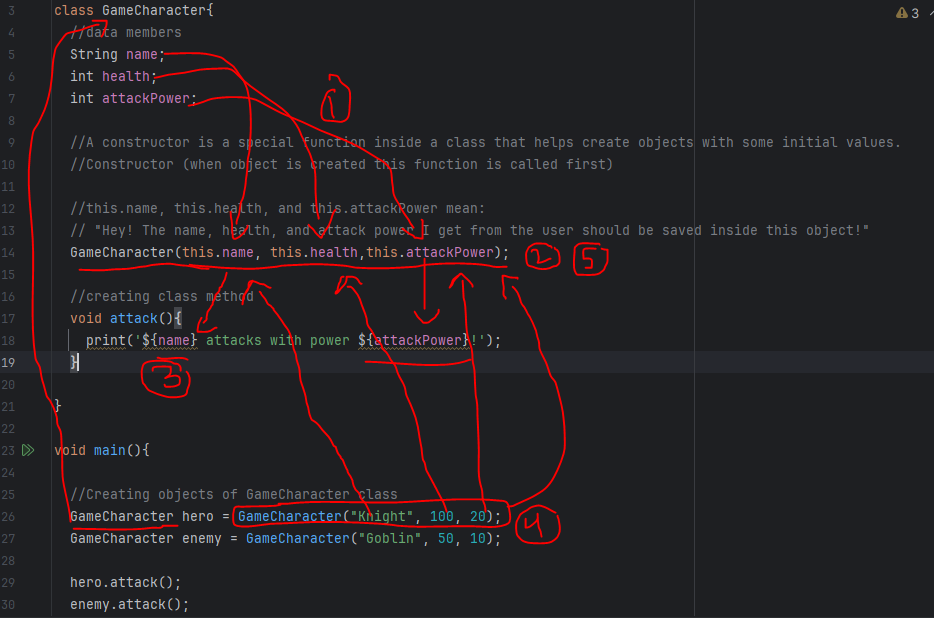 3 class GameCharacter{
⚠ 3
4 //data members
5 String name;
6 int health;
7 int attackPower;
1
8
9 //A constructor is a special function inside a class that helps create objects with some initial values.
10 //Constructor (when object is created this function is called first)
11
12 //this.name, this.health, and this.attackPower mean:
13 // "Hey! The name, health, and attack power I get from the user should be saved inside this object!"
14 GameCharacter(this.name, this.health,this.attackPower); 2 5
15
16 //creating class method
17 void attack(){
18 print('${name} attacks with power ${attackPower}!');
19 }
3
20
21 }
22
23 void main(){
24
25 //Creating objects of GameCharacter class
26 GameCharacter hero = GameCharacter("Knight", 100, 20); 4
27 GameCharacter enemy = GameCharacter("Goblin", 50, 10);
28
29 hero.attack();
30 enemy.attack();